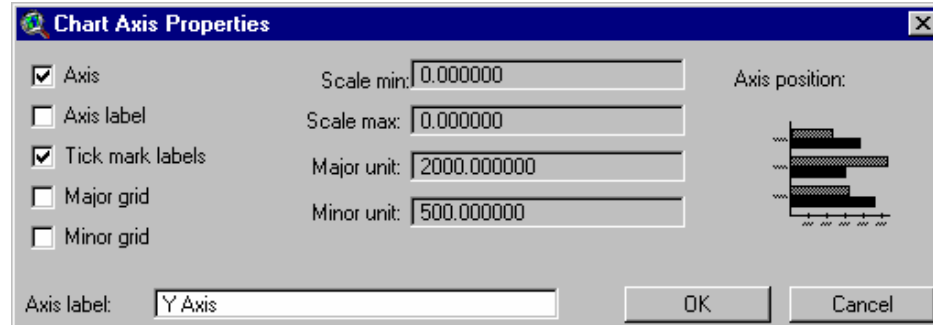 Chart Axis Properties
Axis
Axis label
Tick mark labels
Major grid
Minor grid
Scale min: 0.000000
Scale max: 0.000000
Major unit: 2000.000000
Minor unit: 500.000000
Axis position:
Axis label: Y Axis
OK
Cancel